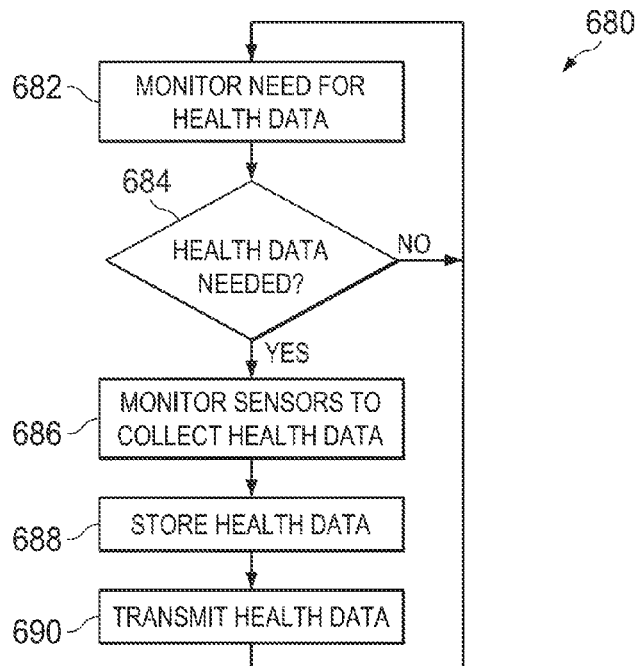 680
682
MONITOR NEED FOR
HEALTH DATA
684
HEALTH DATA
NEEDED?
NO
YES
686
MONITOR SENSORS TO
COLLECT HEALTH DATA
688
STORE HEALTH DATA
690
TRANSMIT HEALTH DATA